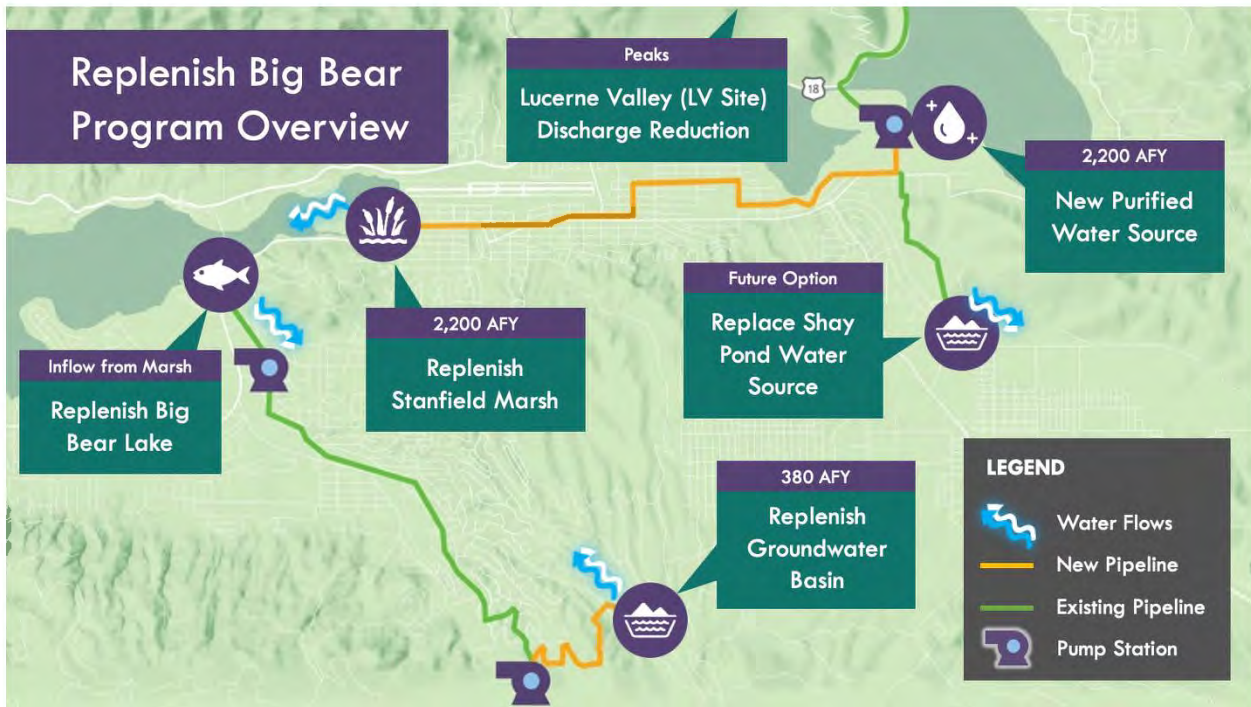 Replenish Big Bear
Program Overview
Peaks
Lucerne Valley (LV Site)
Discharge Reduction
18
2,200 AFY
New Purified
Water Source
Future Option
Replace Shay
Pond Water
Source
2,200 AFY
Replenish
Stanfield Marsh
Inflow from Marsh
Replenish Big
Bear Lake
380 AFY
Replenish
Groundwater
Basin
LEGEND
Water Flows
New Pipeline
Existing Pipeline
Pump Station